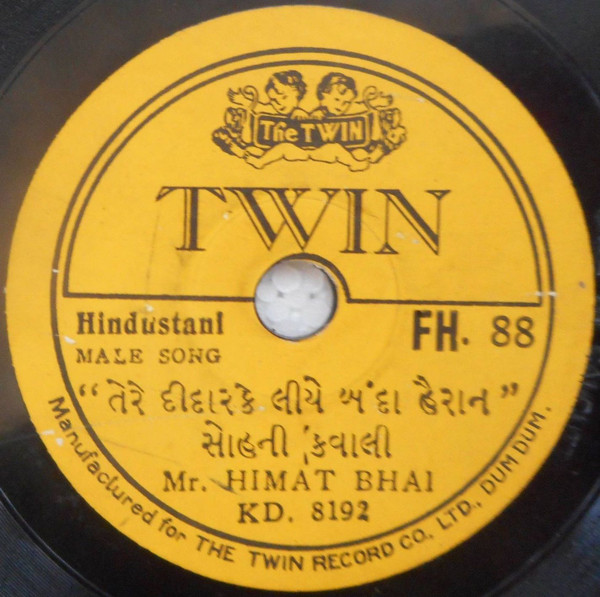 The TWIN
TWIN
Hindustani
FH. 88
MALE SONG
“તેરે દીદારકે લીયે બંદા હૈરાન”
સોહની કવાલી
Mr. HIMAT BHAI
KD. 8192
Manufactured for THE TWIN RECORD CO., LTD., DUM DUM.